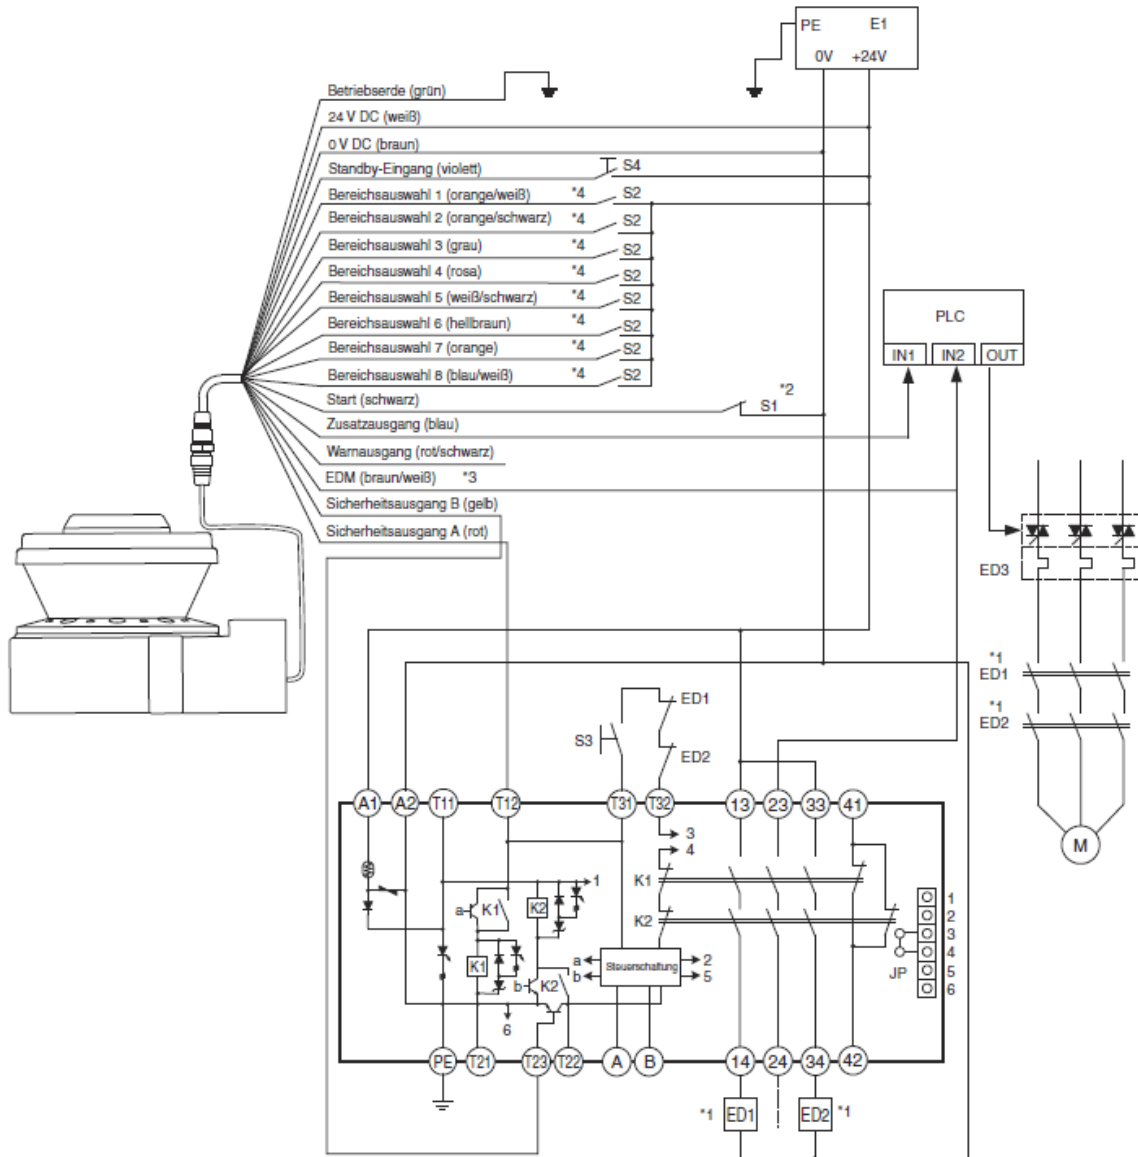 PE E1
0V +24V
Betriebserde (grün)
24 V DC (weiß)
0 V DC (braun)
Standby-Eingang (violett) S4
Bereichsauswahl 1 (orange/weiß) *4 S2
Bereichsauswahl 2 (orange/schwarz) *4 S2
Bereichsauswahl 3 (grau) *4 S2
Bereichsauswahl 4 (rosa) *4 S2
Bereichsauswahl 5 (weiß/schwarz) *4 S2
Bereichsauswahl 6 (hellbraun) *4 S2
Bereichsauswahl 7 (orange) *4 S2
Bereichsauswahl 8 (blau/weiß) *4 S2
PLC
IN1 IN2 OUT
Start (schwarz) S1 *2
Zusatzausgang (blau)
Warnausgang (rot/schwarz)
EDM (braun/weiß) *3
Sicherheitsausgang B (gelb)
Sicherheitsausgang A (rot)
ED3
*1
ED1
*1
ED2
M
ED1
S3
ED2
A1 A2 T11 T12 T31 T32 13 23 33 41
3
4
K1
1
a K1 K2
K2
K1
a Steuerschaltung 2
b 5
b K2
6
JP
1
2
3
4
5
6
PE T21 T23 T22 A B 14 24 34 42
*1 ED1 ED2 *1